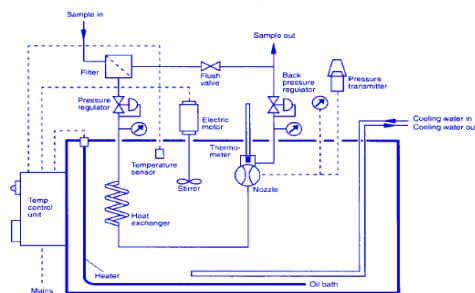 Sample in
Sample out
Filter
Flush
valve
Back
pressure
regulator
Pressure
transmitter
Pressure
regulator
Electric
motor
Cooling water in
Cooling water ou
Thermo-
meter
Temperature
sensor
Stirrer
Nozzle
Temp
control
unit
Heat
exchanger
Heater
Oil bath
Mains